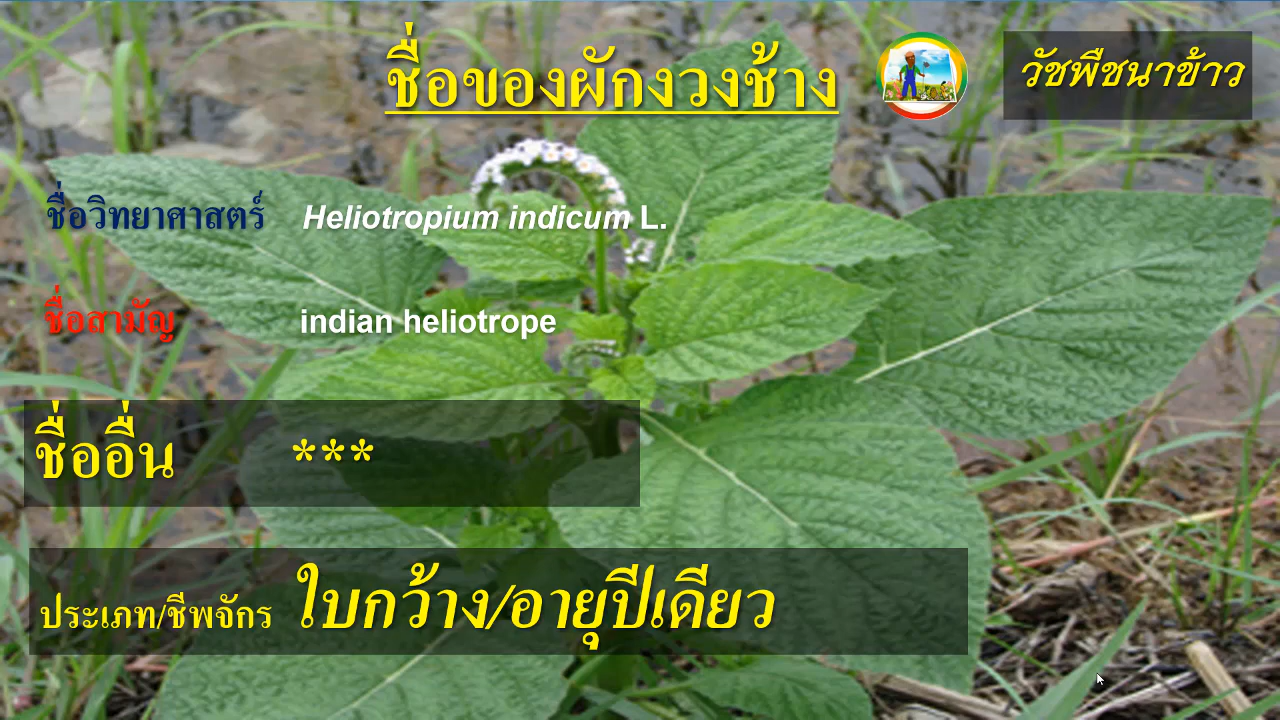 ชื่อของผักงวงช้าง
วัชพืชนาข้าว
ชื่อวิทยาศาสตร์ Heliotropium indicum L.
ชื่อสามัญ indian heliotrope
ชื่ออื่น ***
ประเภท/ชีพจักร ใบกว้าง/อายุปีเดียว